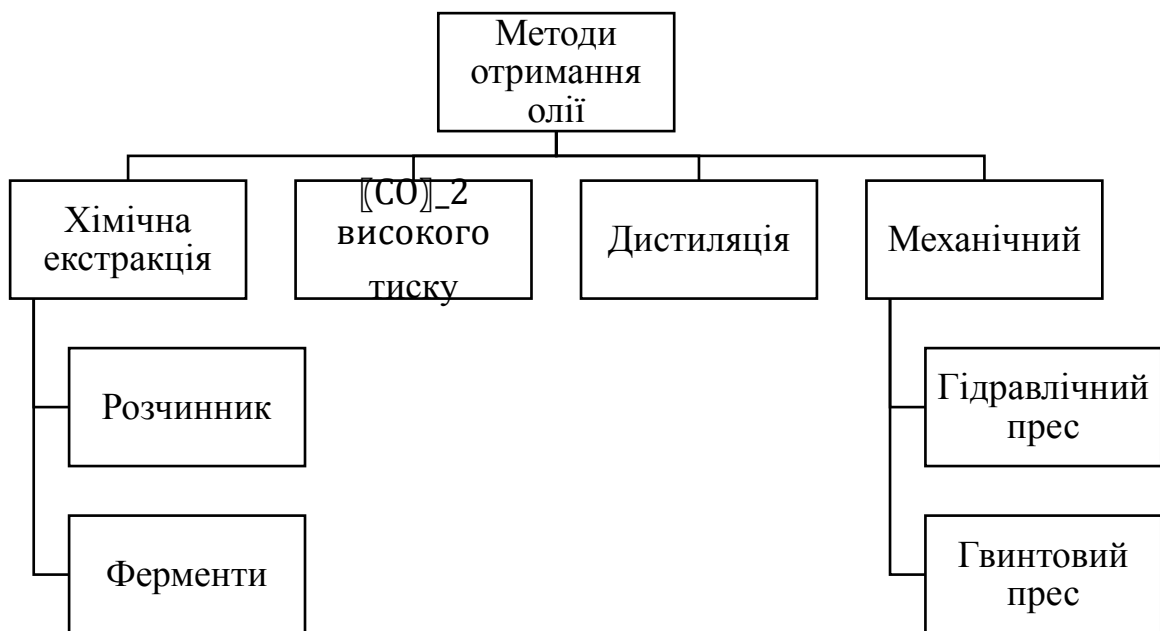 Методи
отримання
олії
Хімічна
екстракція
〖CO〗_2
високого
тиску
Дистиляція
Механічний
Розчинник
Ферменти
Гідравлічний
прес
Гвинтовий
прес